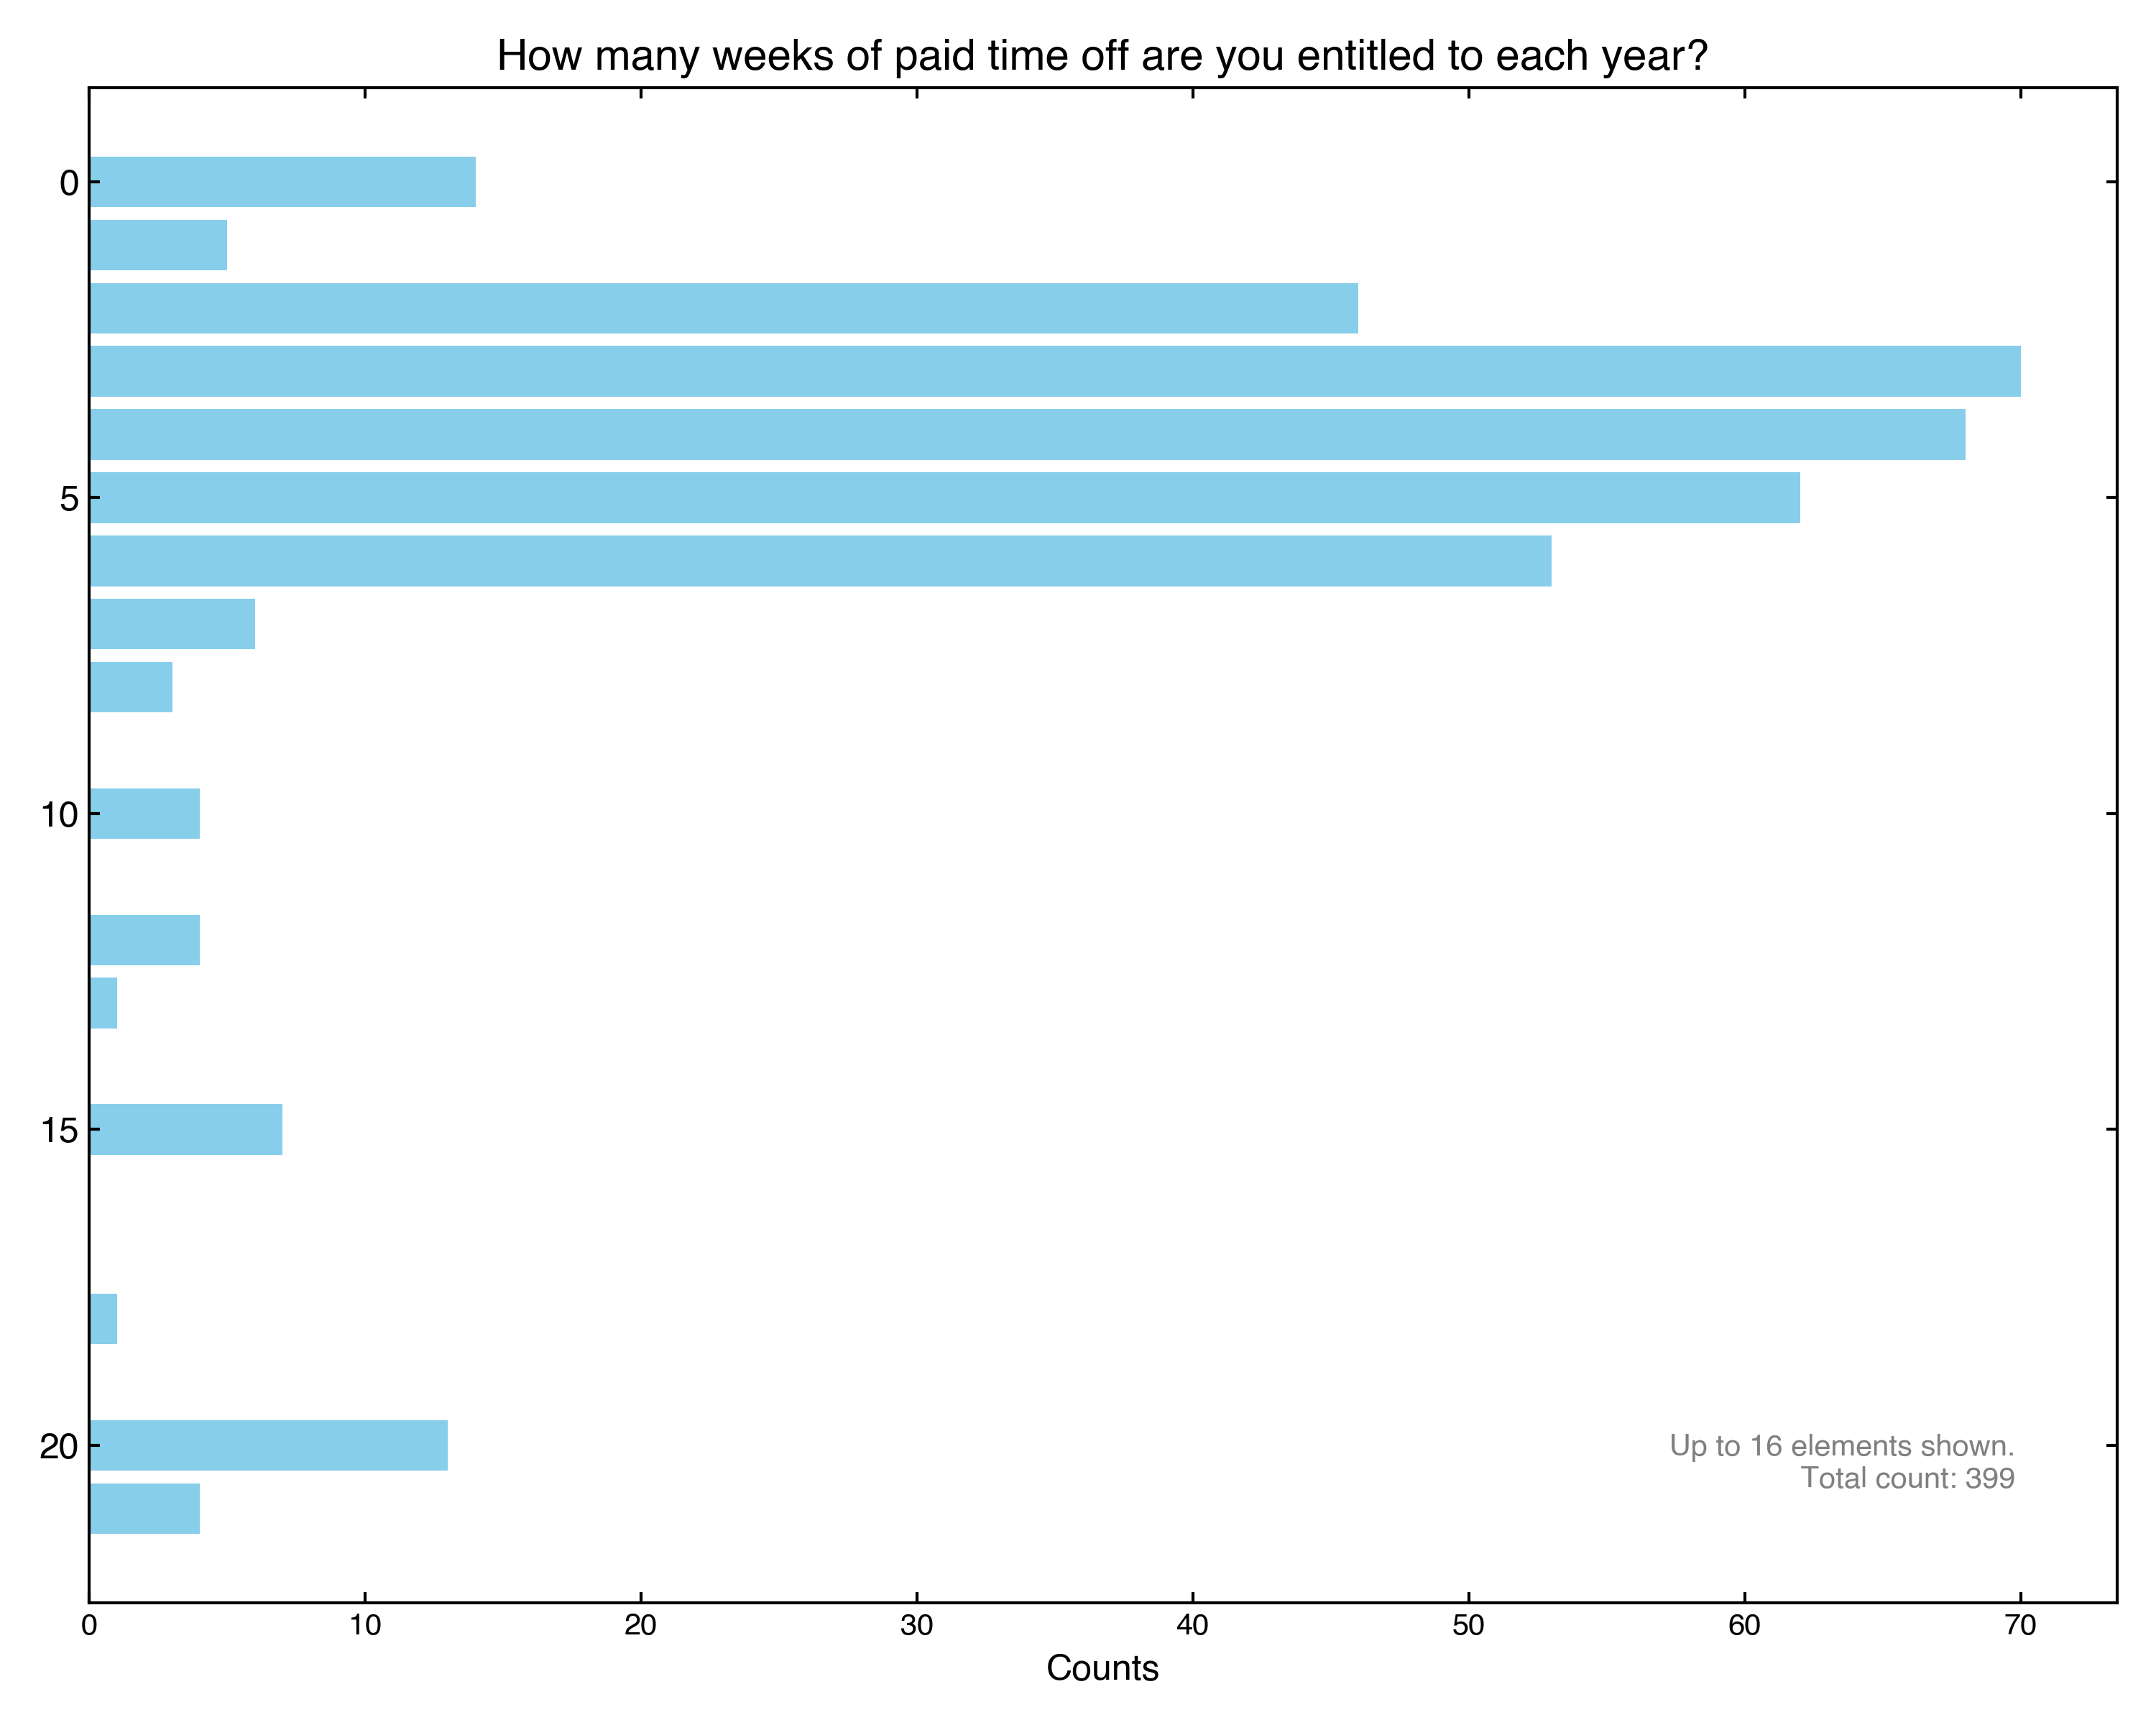 How many weeks of paid time off are you entitled to each year?
0
5
10
15
20
Up to 16 elements shown.
Total count: 399
0 10 20 30 40 50 60 70
Counts